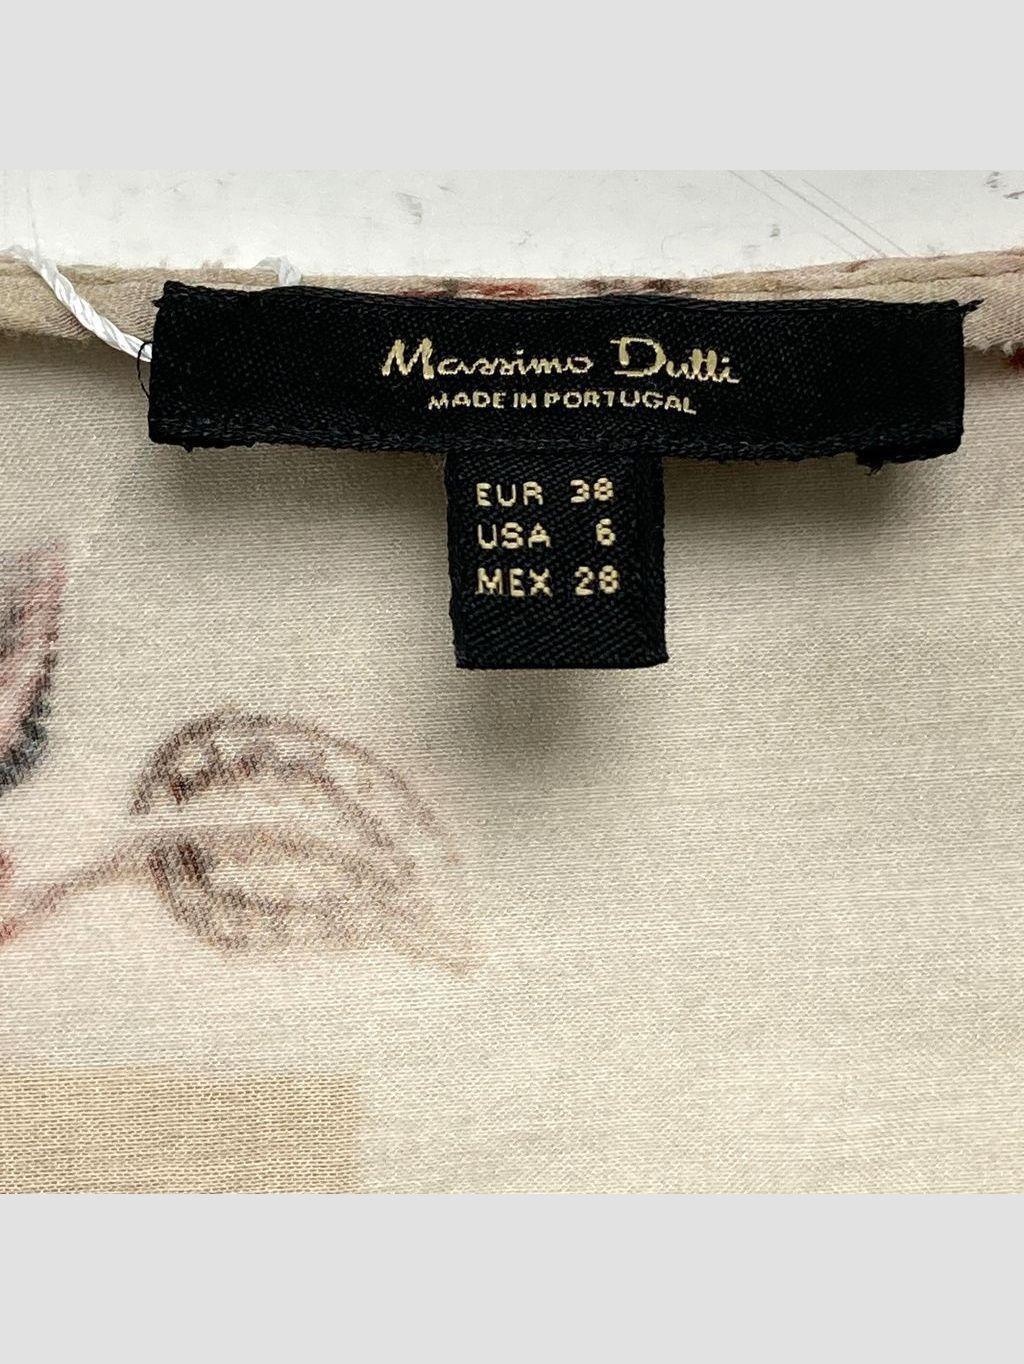 Massimo Dutti
MADE IN PORTUGAL
EUR 38
USA 6
MEX 28